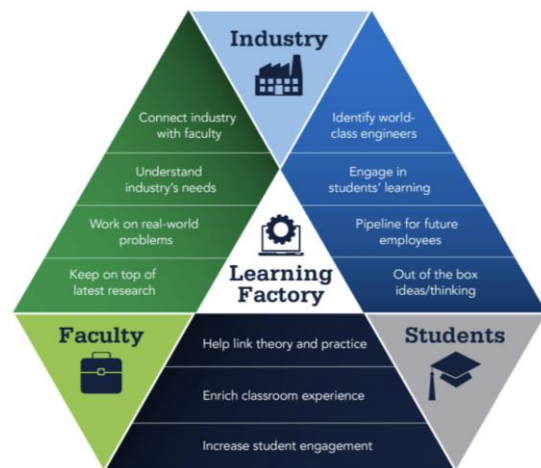 Industry
Connect industry
with faculty
Understand
industry's needs
Work on real-world
problems
Keep on top of
latest research
Identify world-
class engineers
Engage in
students' learning
Pipeline for future
employees
Out of the box
ideas/thinking
Learning
Factory
Faculty
Students
Help link theory and practice
Enrich classroom experience
Increase student engagement